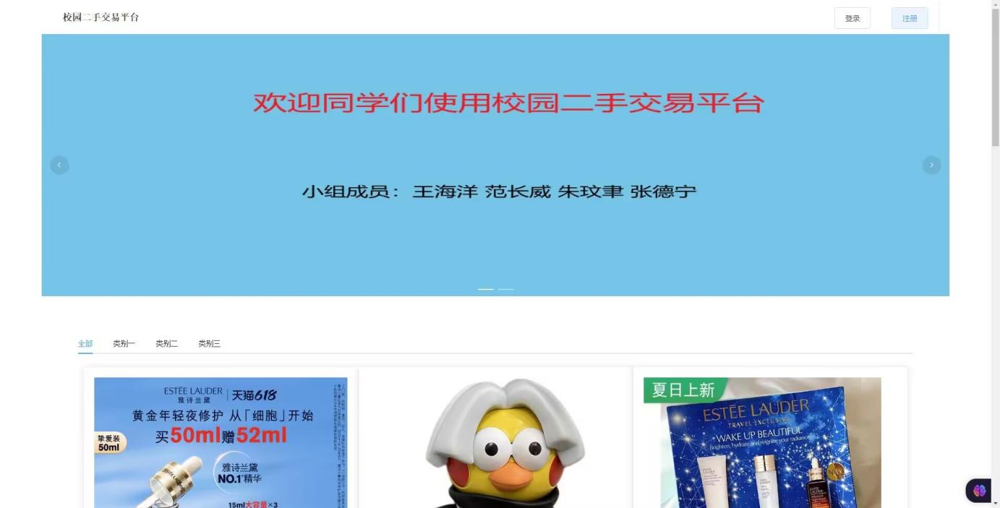 校园二手交易平台
登录
注册
欢迎同学们使用校园二手交易平台
小组成员：王海洋 范长威 朱玟聿 张德宁
全部 类别一 类别二 类别三
ESTĒE LAUDER
雅诗兰黛
天猫618
黄金年轻夜修护 从「细胞」开始
买50ml赠52ml
挚爱装
50ml
雅诗兰黛
NO.1精华
15ml大容量×3
夏日上新
ESTĒE LAUDER
TRAVEL EXCLUSIVE
WAKE UP BEAUTIFUL
Brighten, hydrate and reignite your radiance